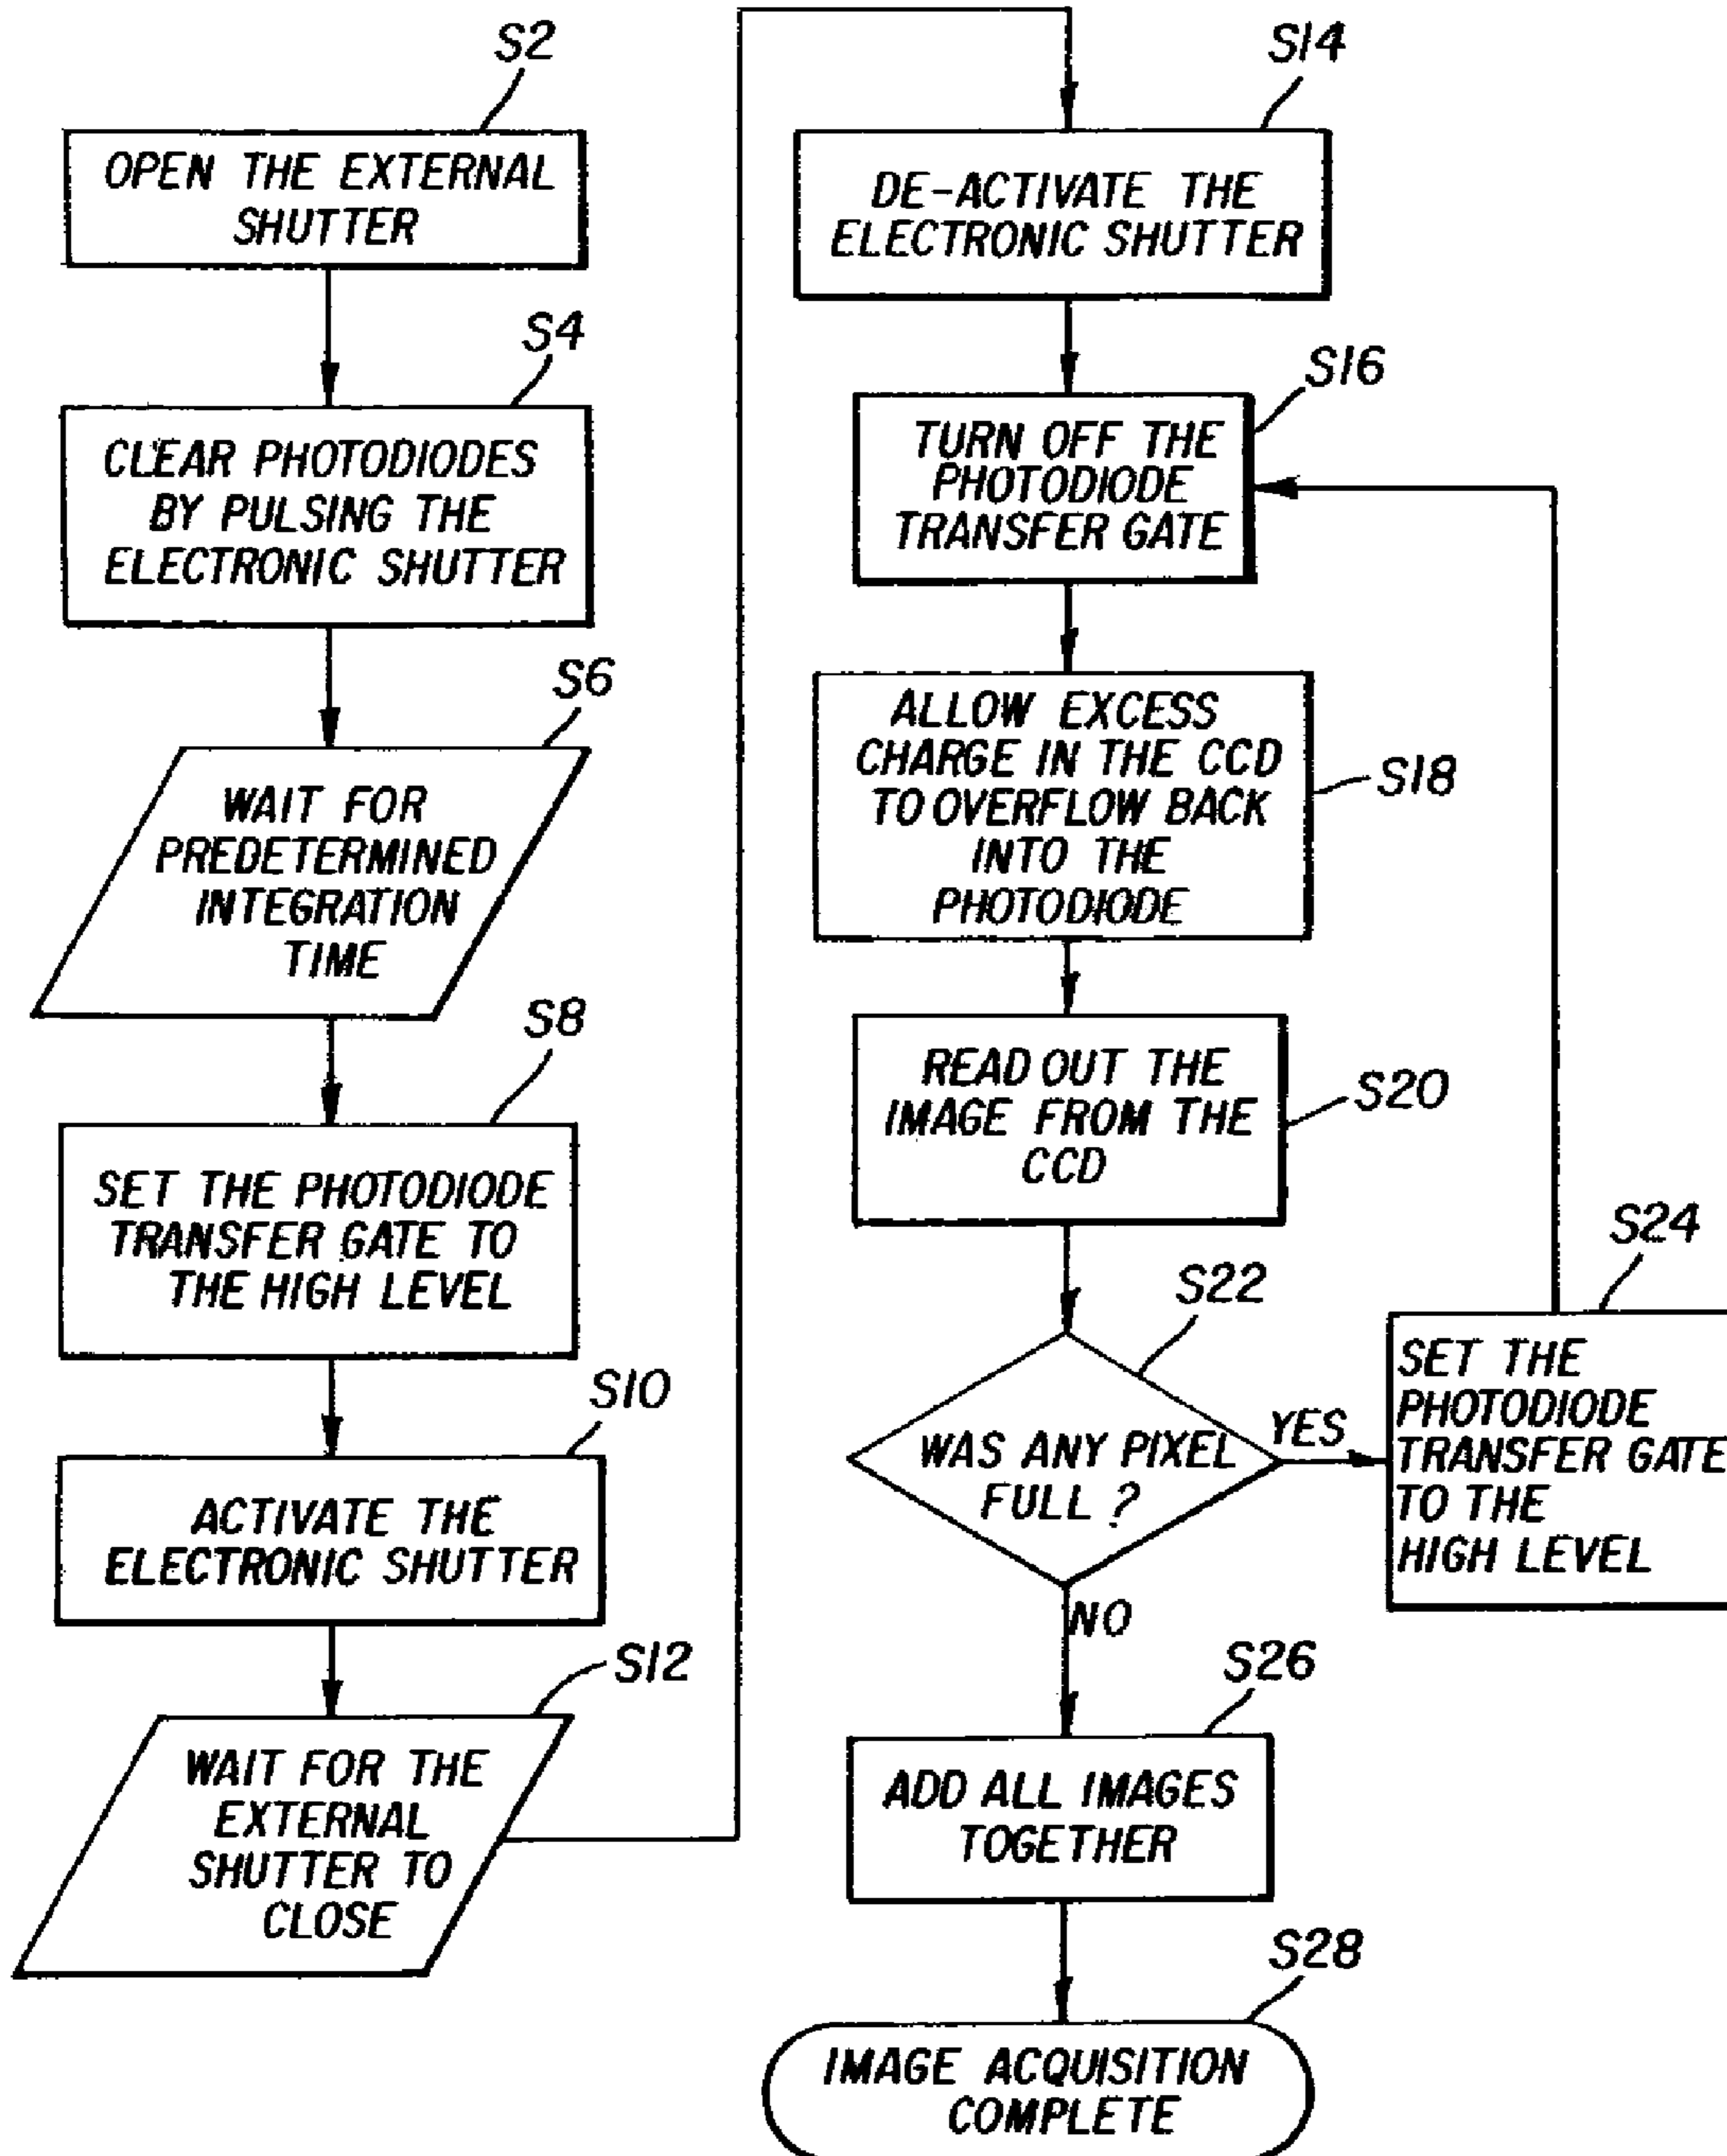 S2
OPEN THE EXTERNAL
SHUTTER
S4
CLEAR PHOTODIODES
BY PULSING THE
ELECTRONIC SHUTTER
S6
WAIT FOR
PREDETERMINED
INTEGRATION
TIME
S8
SET THE PHOTODIODE
TRANSFER GATE TO
THE HIGH LEVEL
S10
ACTIVATE THE
ELECTRONIC SHUTTER
S12
WAIT FOR THE
EXTERNAL
SHUTTER TO
CLOSE
S14
DE-ACTIVATE THE
ELECTRONIC SHUTTER
S16
TURN OFF THE
PHOTODIODE
TRANSFER GATE
S18
ALLOW EXCESS
CHARGE IN THE CCD
TO OVERFLOW BACK
INTO THE
PHOTODIODE
S20
READ OUT THE
IMAGE FROM THE
CCD
S22
WAS ANY PIXEL
FULL ?
YES
S24
SET THE
PHOTODIODE
TRANSFER GATE
TO THE
HIGH LEVEL
NO
S26
ADD ALL IMAGES
TOGETHER
S28
IMAGE ACQUISITION
COMPLETE